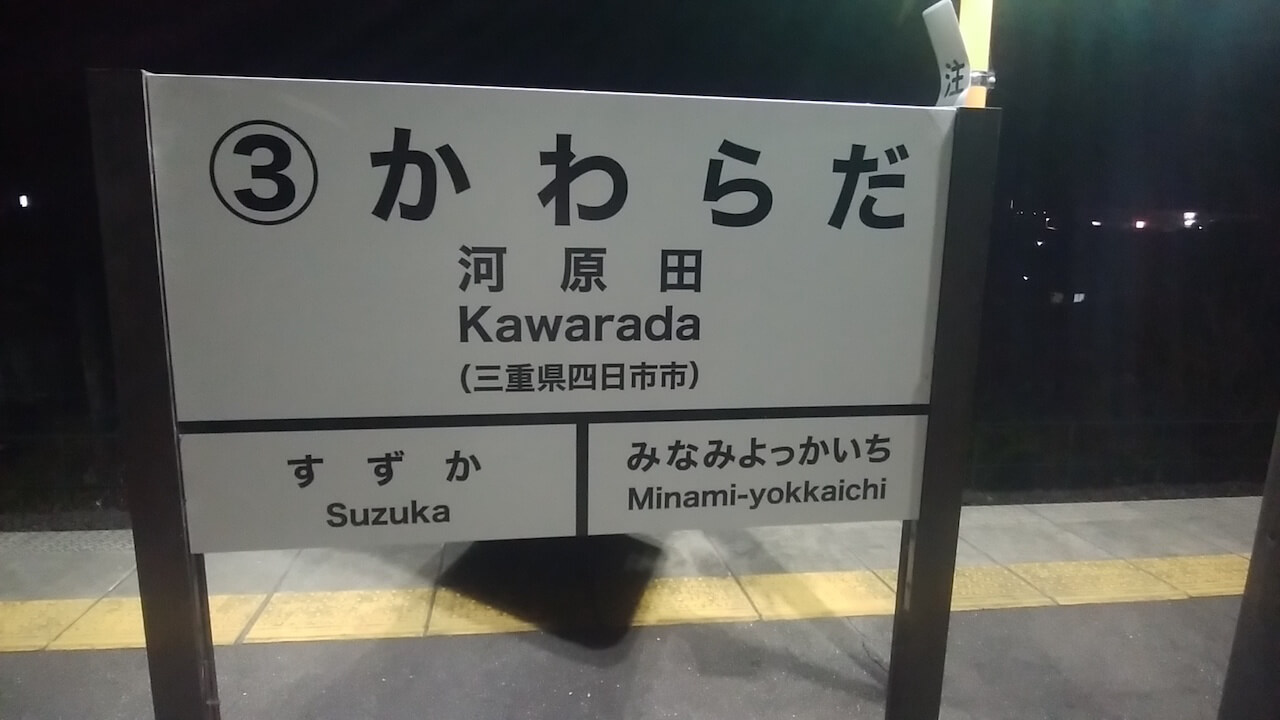 注
③ かわらだ
河原田
Kawarada
(三重県四日市市)
すずか
Suzuka
みなみよっかいち
Minami-yokkaichi